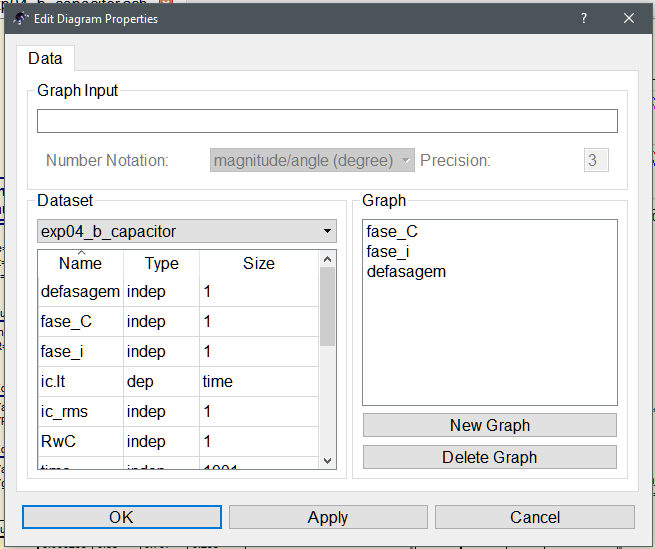 Edit Diagram Properties
Data
Graph Input
Number Notation: magnitude/angle (degree) Precision: 3
Dataset
exp04_b_capacitor
Name Type Size
defasagem indep 1
fase_C indep 1
fase_i indep 1
ic.It dep time
ic_rms indep 1
RwC indep 1
time indep 1001
Graph
fase_C
fase_i
defasagem
New Graph
Delete Graph
OK Apply Cancel